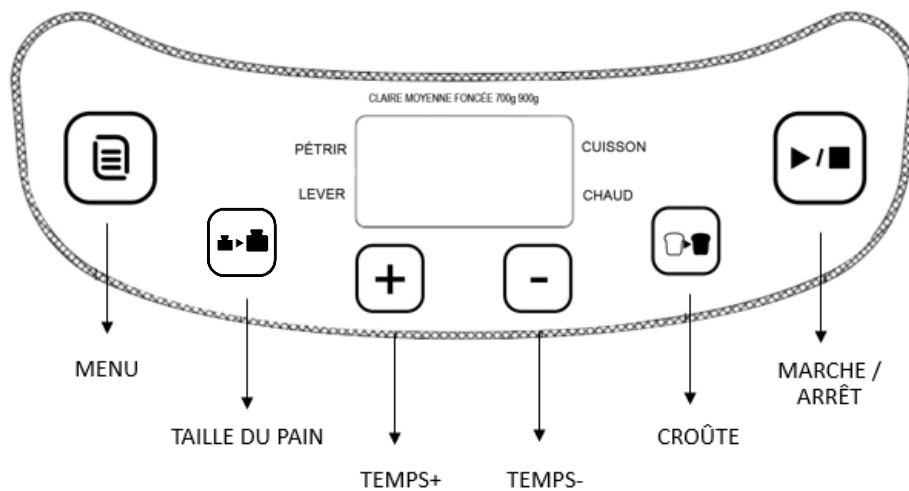 CLAIRE MOYENNE FONCÉE 700g 900g
PÉTRIR
CUISSON
LEVER
CHAUD
+
-
MENU
MARCHE /
ARRÊT
TAILLE DU PAIN
CROÛTE
TEMPS+
TEMPS-